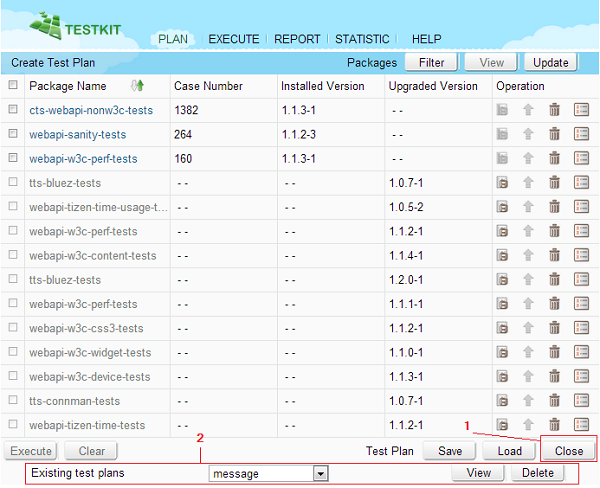 TESTKIT
PLAN EXECUTE REPORT STATISTIC HELP
Create Test Plan Packages Filter View Update
Package Name Case Number Installed Version Upgraded Version Operation
cts-webapi-nonw3c-tests 1382 1.1.3-1 - -
webapi-sanity-tests 264 1.1.2-3 - -
webapi-w3c-perf-tests 160 1.1.3-1 - -
tts-bluez-tests - - - - 1.0.7-1
webapi-tizen-time-usage-t... - - - - 1.0.5-2
webapi-w3c-perf-tests - - - - 1.1.2-1
webapi-w3c-content-tests - - - - 1.1.4-1
tts-bluez-tests - - - - 1.2.0-1
webapi-w3c-perf-tests - - - - 1.1.1-1
webapi-w3c-css3-tests - - - - 1.1.2-1
webapi-w3c-widget-tests - - - - 1.1.0-1
webapi-w3c-device-tests - - - - 1.1.3-1
tts-connman-tests - - - - 1.0.7-1
webapi-tizen-time-tests - - - - 1.1.2-1
1
2
Execute Clear Test Plan Save Load Close
Existing test plans message View Delete